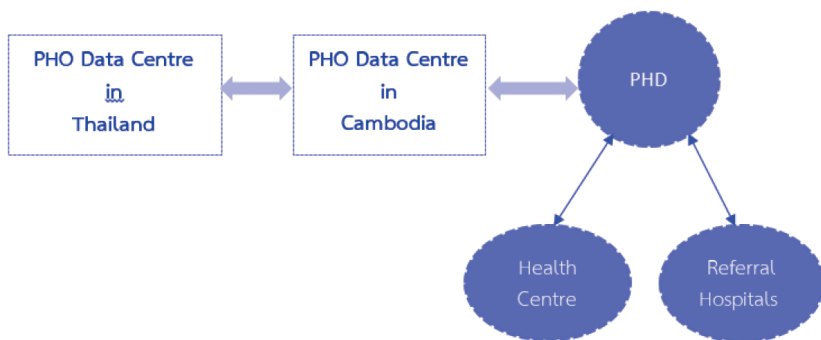 PHO Data Centre
in
Thailand
PHO Data Centre
in
Cambodia
PHD
Health
Centre
Referral
Hospitals